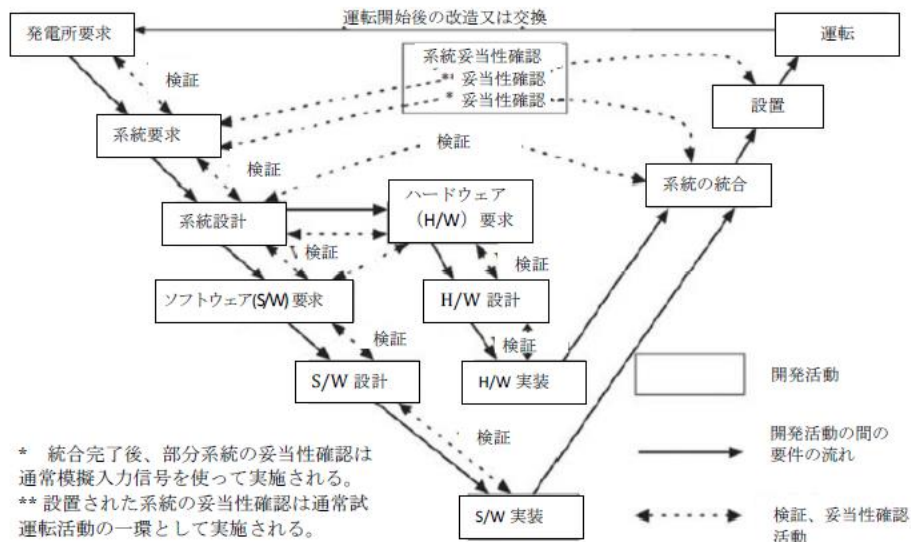 運転開始後の改造又は交換
発電所要求
運転
系統妥当性確認
** 妥当性確認
* 妥当性確認
検証
設置
系統要求
検証
検証
系統の統合
ハードウェア
(H/W)要求
系統設計
検証
検証
ソフトウェア(S/W)要求
H/W 設計
検証
検証
S/W 設計
H/W 実装
開発活動
検証
開発活動の間の
要件の流れ
* 統合完了後、部分系統の妥当性確認は
通常模擬入力信号を使って実施される。
** 設置された系統の妥当性確認は通常試
運転活動の一環として実施される。
S/W 実装
検証、妥当性確認
活動